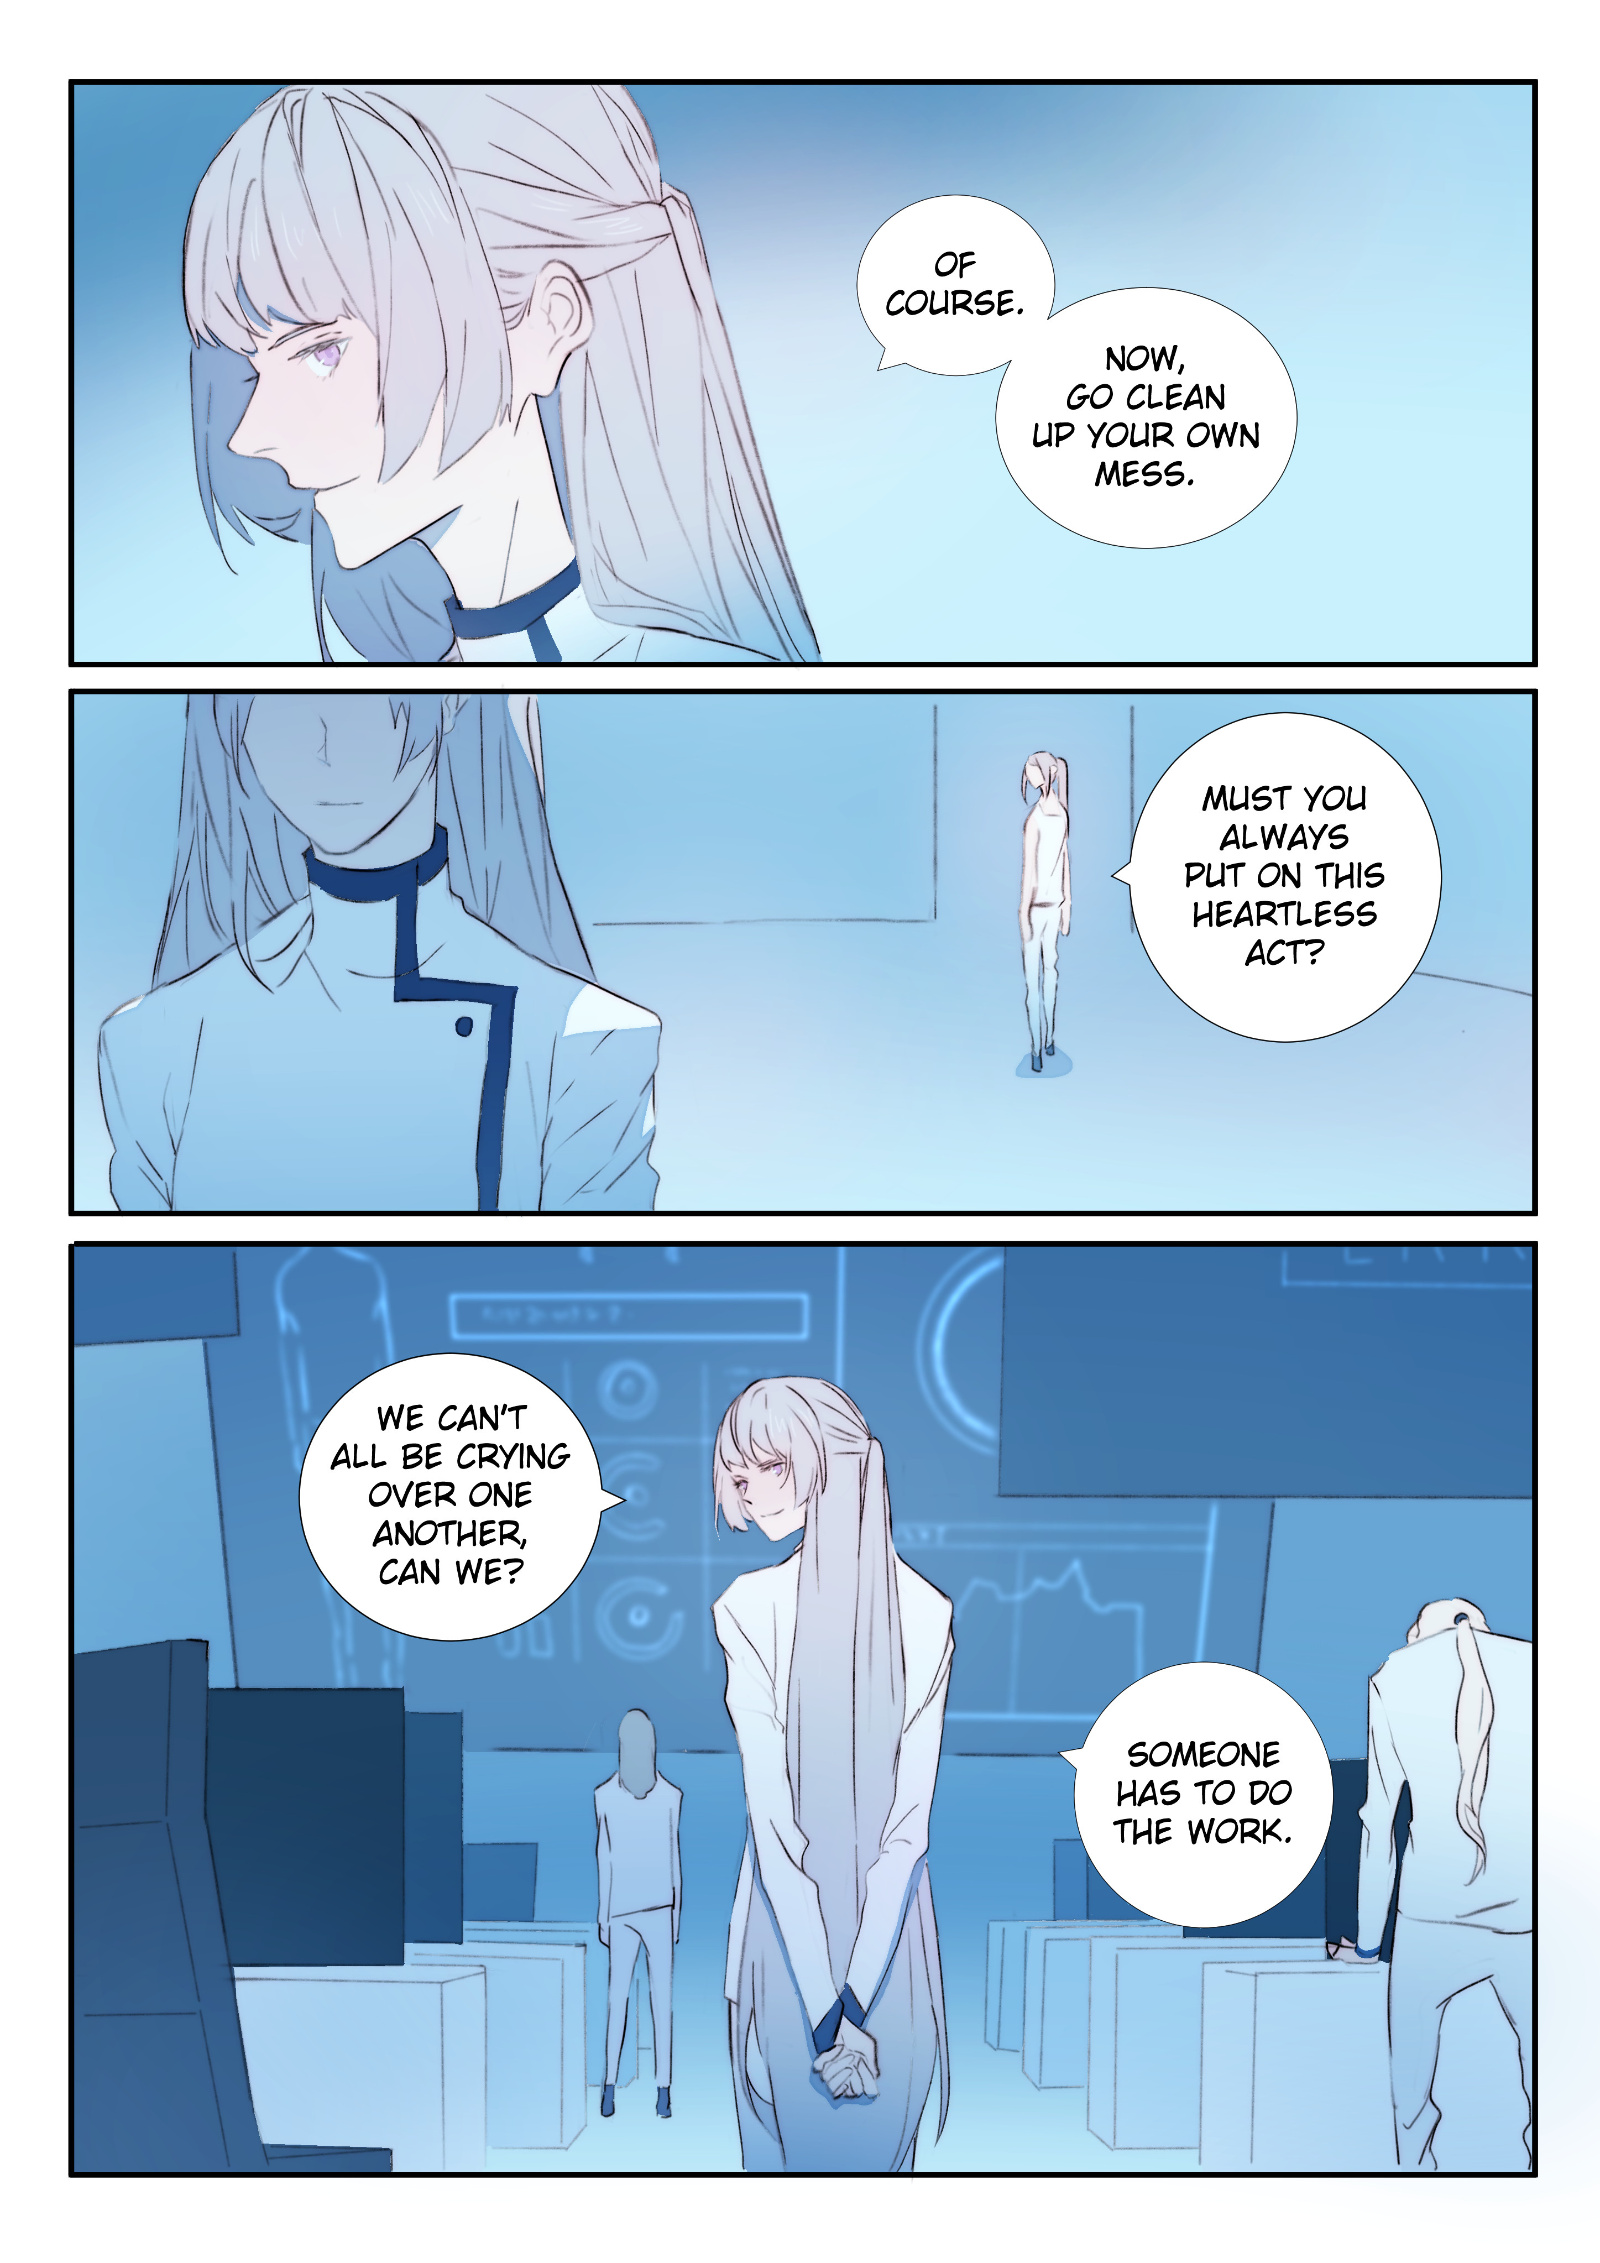 OF
COURSE.
NOW,
GO CLEAN
UP YOUR OWN
MESS.
MUST YOU
ALWAYS
PUT ON THIS
HEARTLESS
ACT?
WE CAN'T
ALL BE CRYING
OVER ONE
ANOTHER,
CAN WE?
SOMEONE
HAS TO DO
THE WORK.